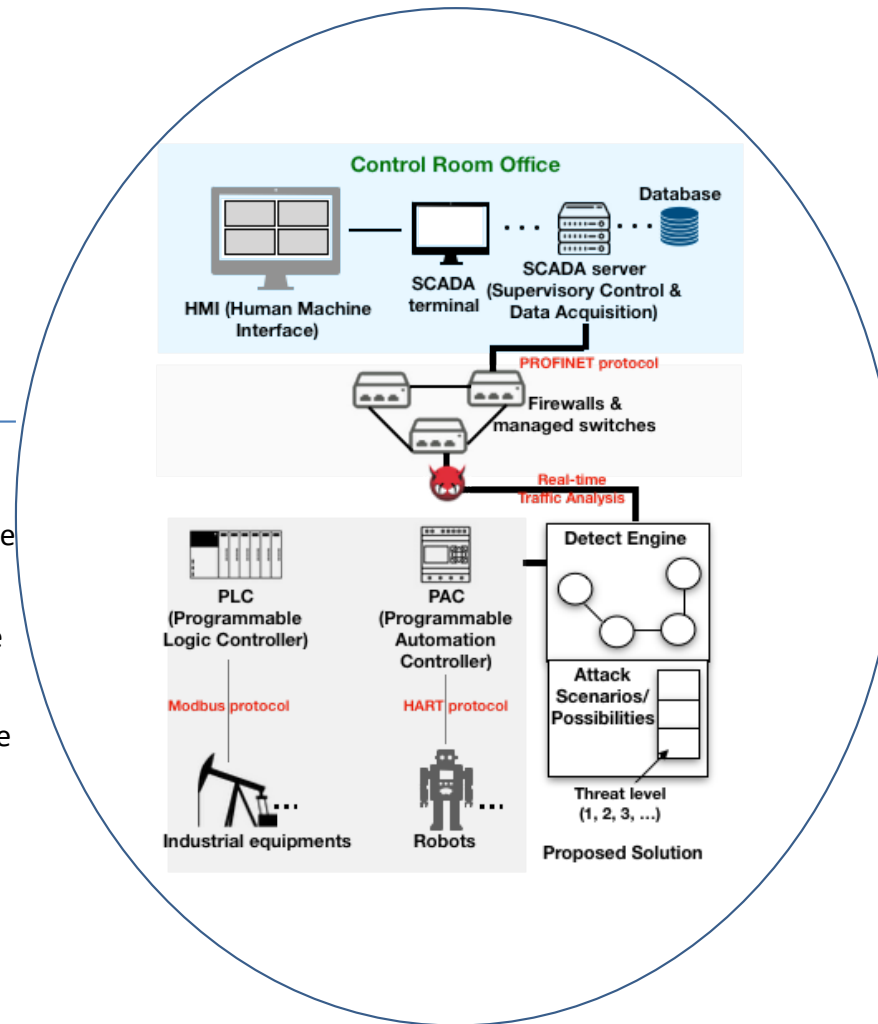 Control Room Office
Database
HMI (Human Machine
Interface)
SCADA
terminal
SCADA server
(Supervisory Control &
Data Acquisition)
PROFINET protocol
Firewalls &
managed switches
Real-time
Traffic Analysis
PLC
(Programmable
Logic Controller)
PAC
(Programmable
Automation
Controller)
Detect Engine
Attack
Scenarios/
Possibilities
Modbus protocol
HART protocol
Threat level
(1, 2, 3, ...)
Industrial equipments
Robots
Proposed Solution